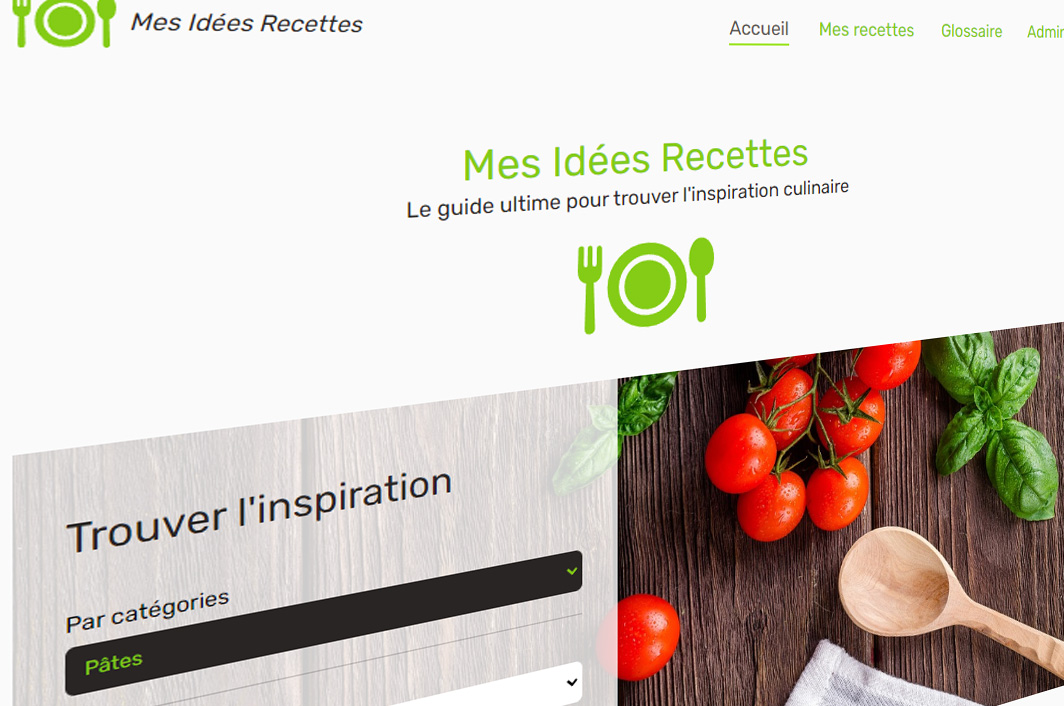 Mes Idées Recettes
Accueil Mes recettes Glossaire
Mes Idées Recettes
Le guide ultime pour trouver l'inspiration culinaire
Trouver l'inspiration
Par catégories
Pâtes